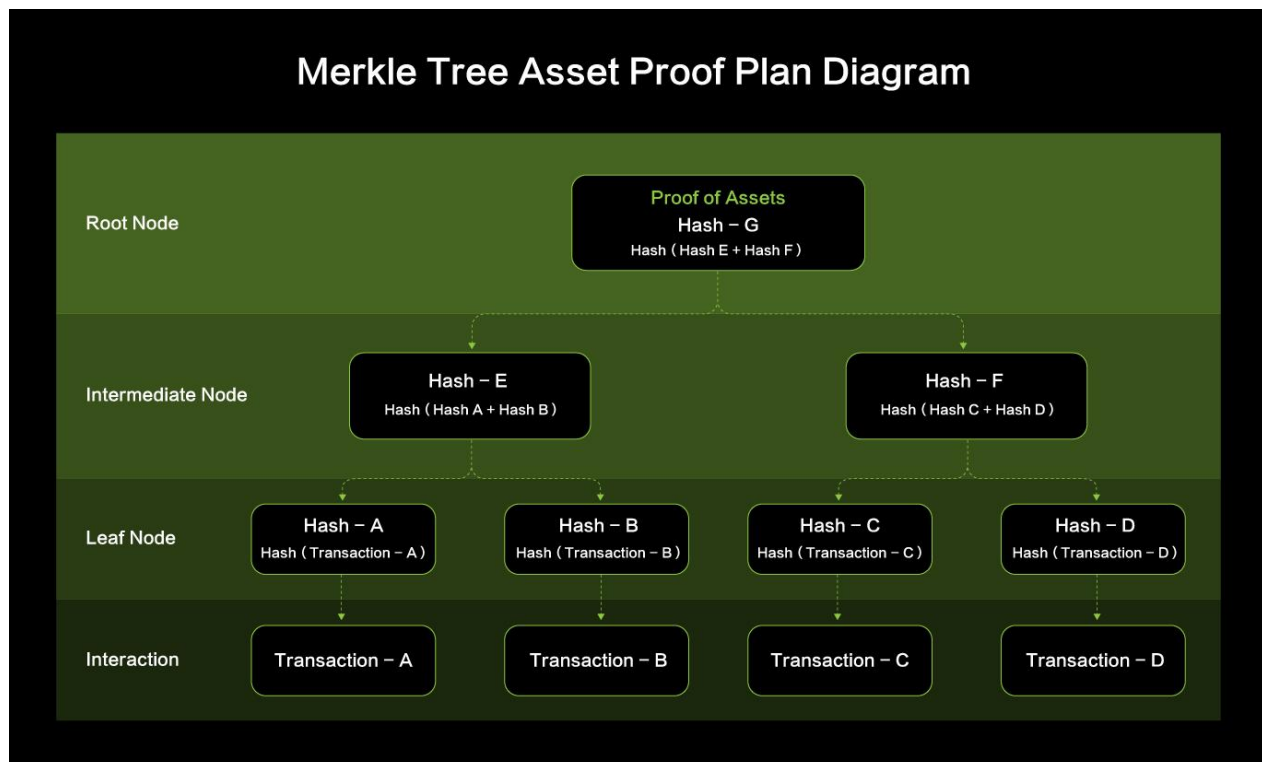 Merkle Tree Asset Proof Plan Diagram
Root Node
Proof of Assets
Hash – G
Hash ( Hash E + Hash F )
Intermediate Node
Hash – E
Hash ( Hash A + Hash B )
Hash – F
Hash ( Hash C + Hash D )
Leaf Node
Hash – A
Hash ( Transaction – A )
Hash – B
Hash ( Transaction – B )
Hash – C
Hash ( Transaction – C )
Hash – D
Hash ( Transaction – D )
Interaction
Transaction – A
Transaction – B
Transaction – C
Transaction – D